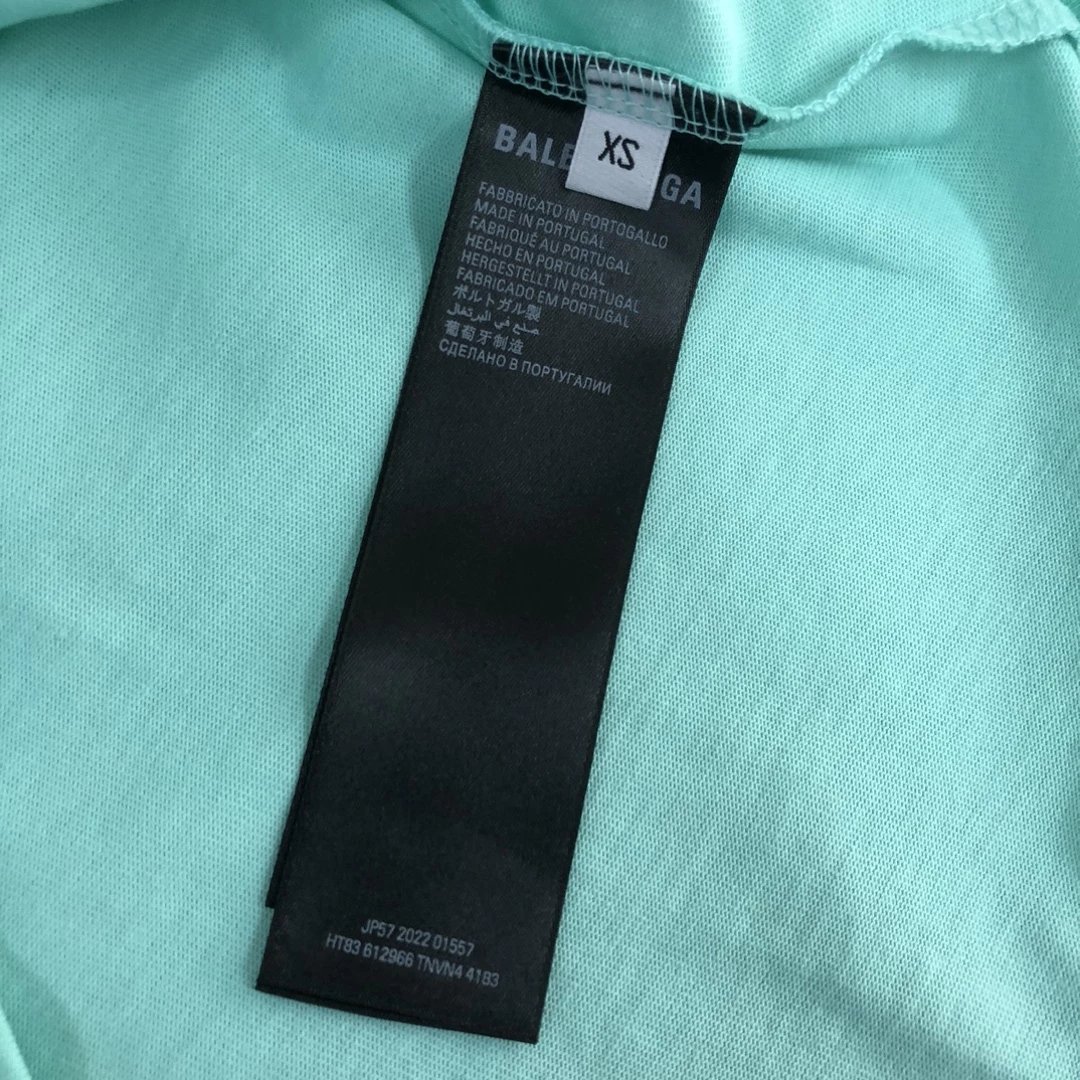 BALE GA
XS
FABBRICATO IN PORTOGALLO
MADE IN PORTUGAL
FABRIQUÉ AU PORTUGAL
HECHO EN PORTUGAL
HERGESTELLT IN PORTUGAL
FABRICADO EM PORTUGAL
ポルトガル製
صنع في البرتغال
葡萄牙制造
СДЕЛАНО В ПОРТУГАЛИИ
JP57 2022 01557
HT83 612966 TNVN4 4183